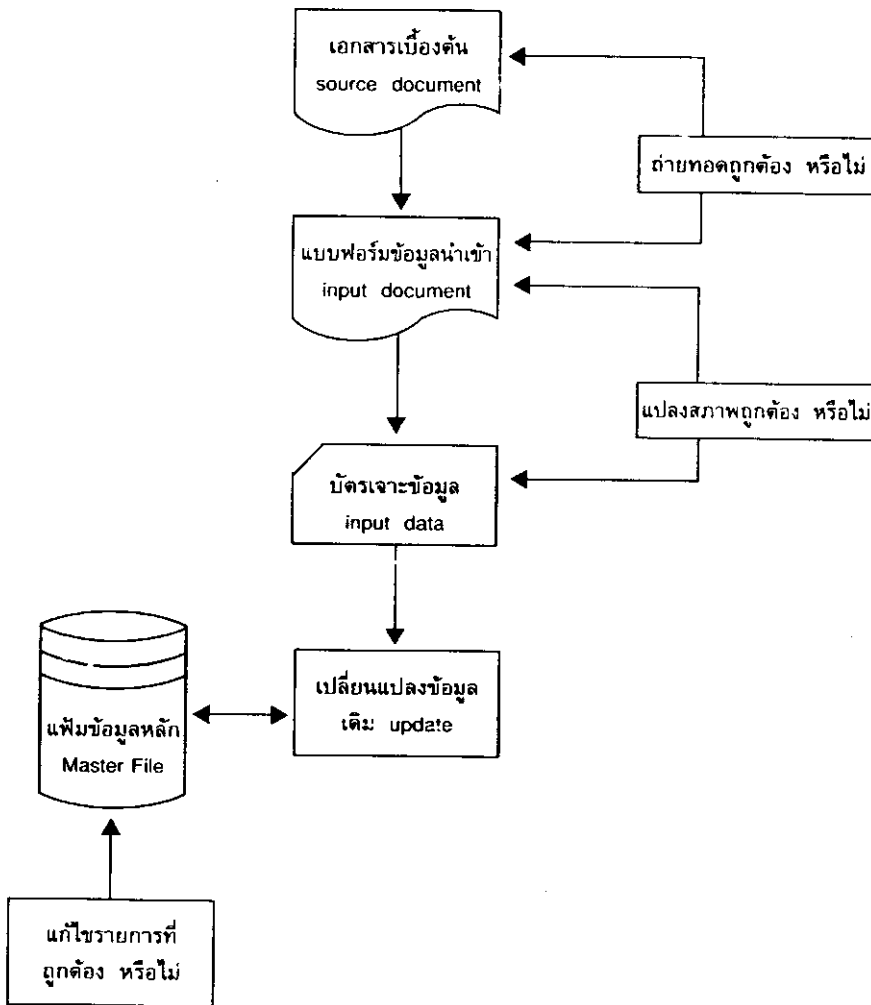 เอกสารเบื้องต้น
source document
ถ่ายทอดถูกต้อง หรือไม่
แบบฟอร์มข้อมูลนำเข้า
input document
แปลงสภาพถูกต้อง หรือไม่
บัตรเจาะข้อมูล
input data
เปลี่ยนแปลงข้อมูล
เดิม update
แฟ้มข้อมูลหลัก
Master File
แก้ไขรายการที่
ถูกต้อง หรือไม่